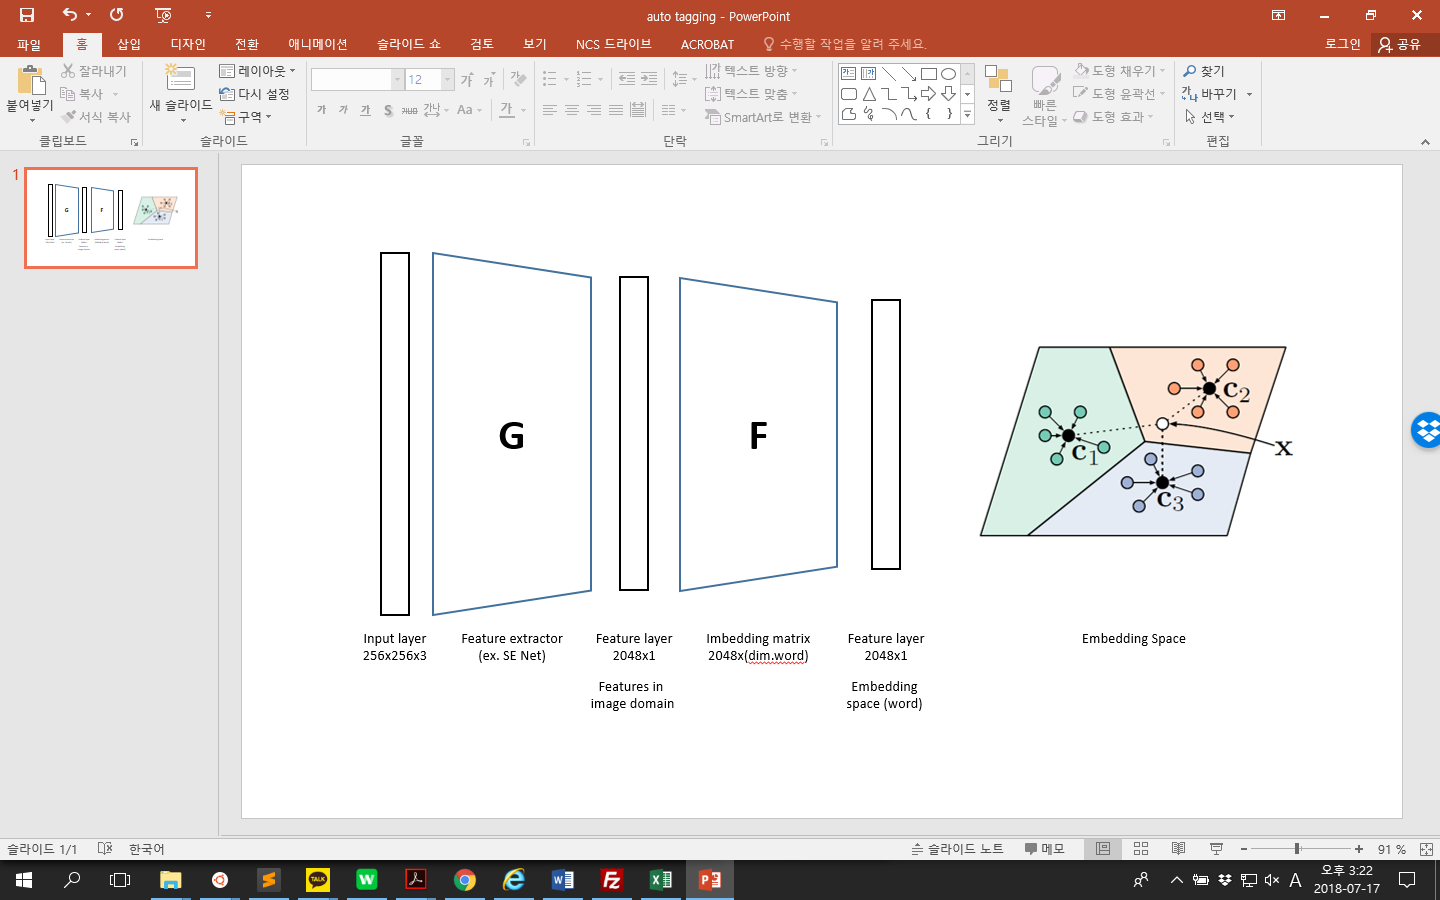 auto tagging - PowerPoint
파일
홈
삽입
디자인
전환
애니메이션
슬라이드 쇼
검토
보기
NCS 드라이브
ACROBAT
수행할 작업을 알려 주세요.
로그인
공유
붙여넣기
잘라내기
복사
서식 복사
클립보드
새 슬라이드
레이아웃
다시 설정
구역
슬라이드
12
가
가
가
S
가나
Aa
가
글꼴
텍스트 방향
텍스트 맞춤
SmartArt로 변환
단락
정렬
빠른
스타일
도형 채우기
도형 윤곽선
도형 효과
그리기
찾기
바꾸기
선택
편집
1
G
F
c1
c2
c3
x
Input layer
256x256x3
Feature extractor
(ex. SE Net)
Feature layer
2048x1
Features in
image domain
Imbedding matrix
2048x(dim.word)
Feature layer
2048x1
Embedding
space (word)
Embedding Space
슬라이드 1/1
한국어
슬라이드 노트
메모
91 %
A
오후 3:22
2018-07-17